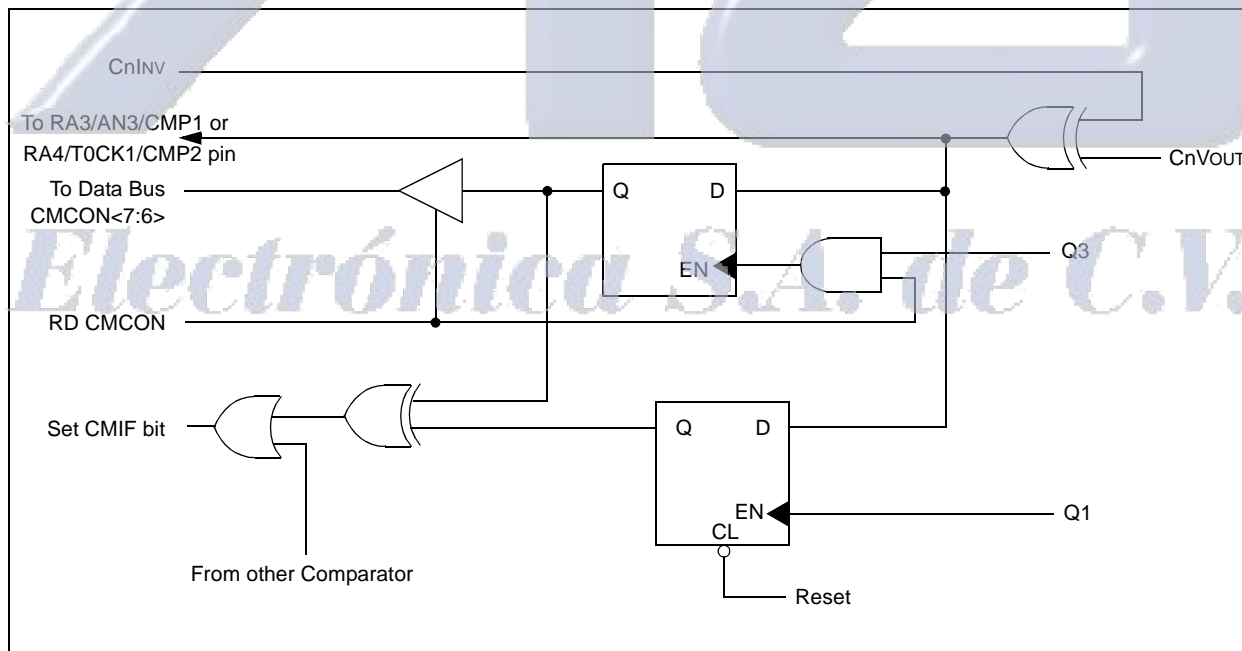 CnINV
To RA3/AN3/CMP1 or
RA4/T0CK1/CMP2 pin
CnVOUT
To Data Bus
CMCON<7:6>
Q
D
EN
Q3
Electrónica S.A. de C.V.
RD CMCON
Set CMIF bit
Q
D
EN
Q1
CL
From other Comparator
Reset